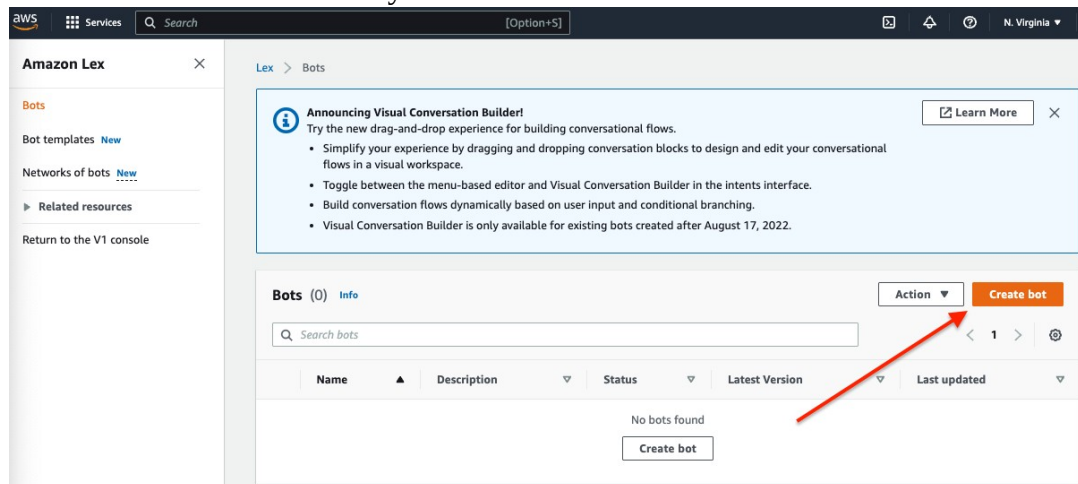 aws
Services
Search
[Option+S]
N. Virginia
Amazon Lex
Bots
Bot templates New
Networks of bots New
Related resources
Return to the V1 console
Lex > Bots
Announcing Visual Conversation Builder!
Try the new drag-and-drop experience for building conversational flows.
• Simplify your experience by dragging and dropping conversation blocks to design and edit your conversational
flows in a visual workspace.
• Toggle between the menu-based editor and Visual Conversation Builder in the intents interface.
• Build conversation flows dynamically based on user input and conditional branching.
• Visual Conversation Builder is only available for existing bots created after August 17, 2022.
Learn More
Bots (0) Info
Action
Create bot
Search bots
< 1 >
Name Description Status Latest Version Last updated
No bots found
Create bot